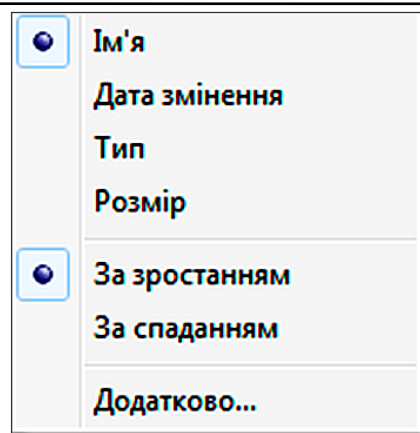 Ім'я
Дата змінення
Тип
Розмір
За зростанням
За спаданням
Додатково...